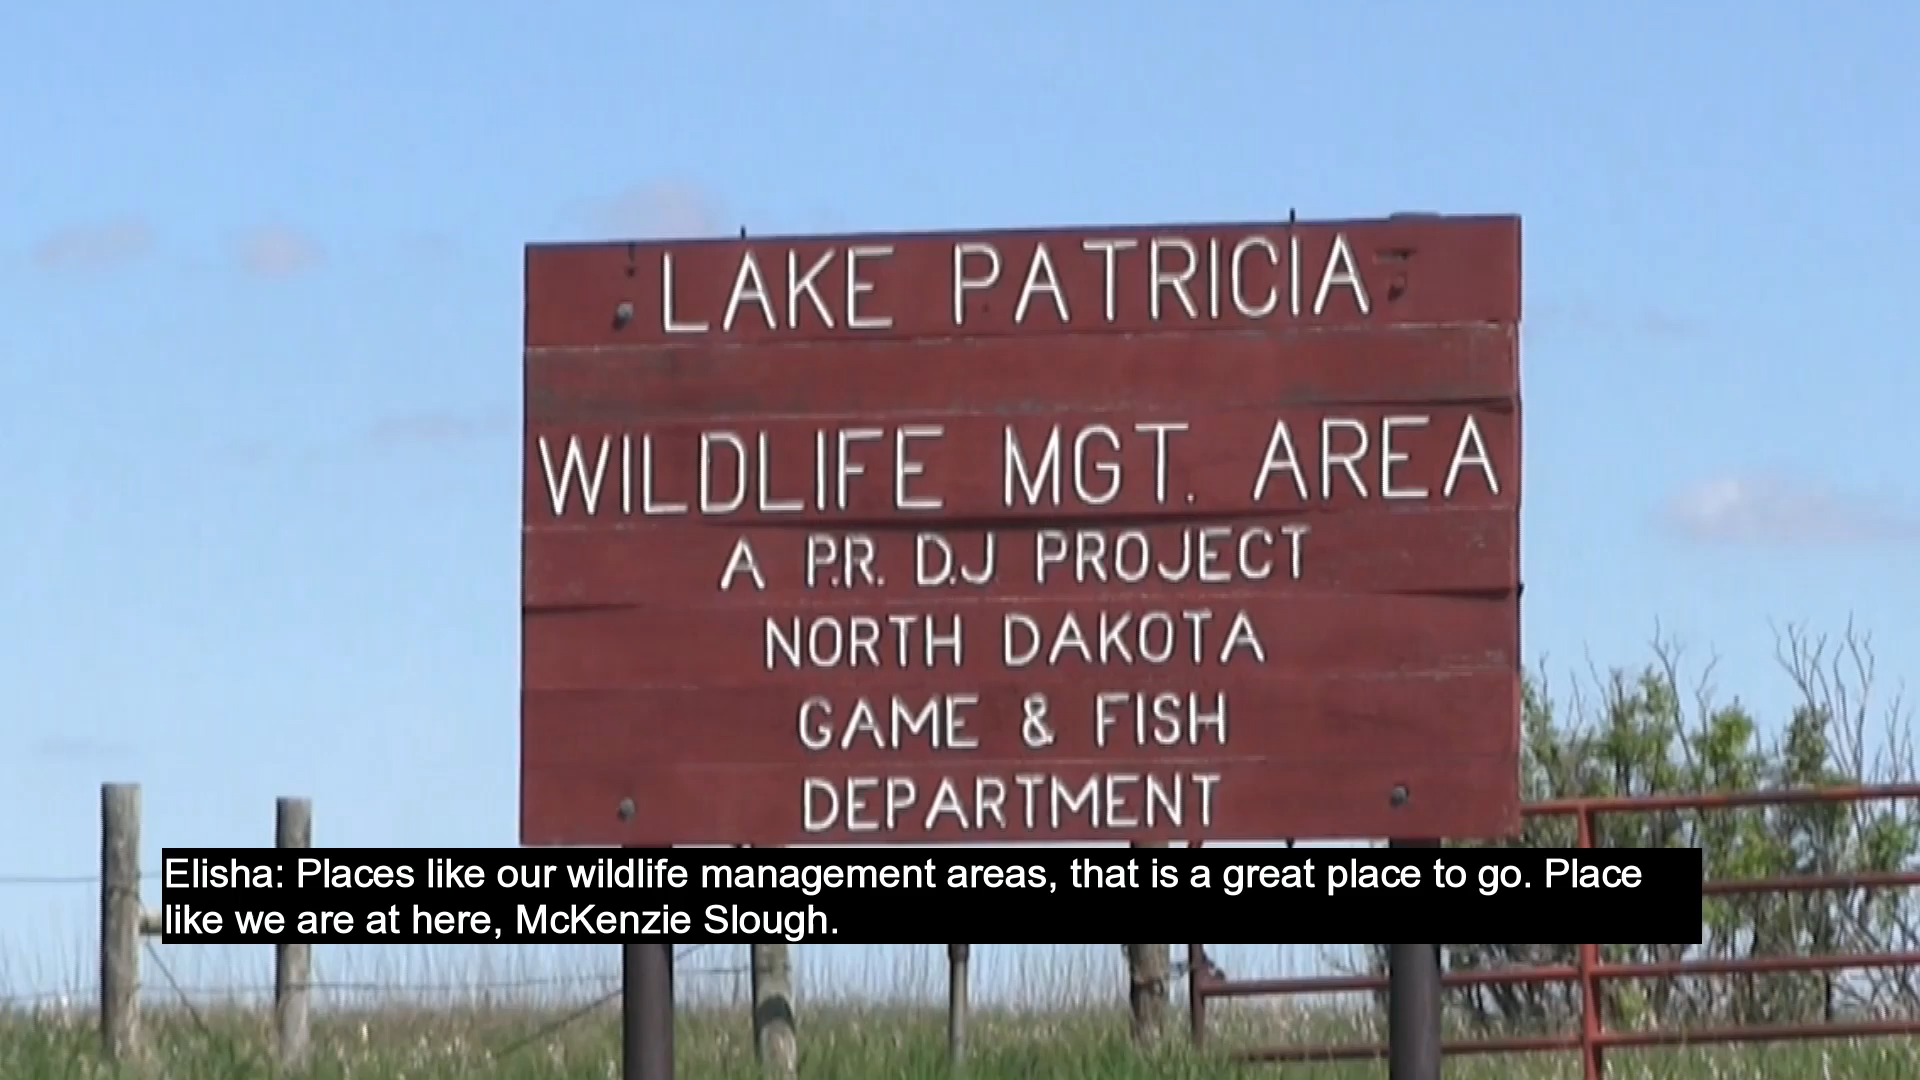 LAKE PATRICIA
WILDLIFE MGT. AREA
A P.R. D.J PROJECT
NORTH DAKOTA
GAME & FISH
DEPARTMENT
Elisha: Places like our wildlife management areas, that is a great place to go. Place
like we are at here, McKenzie Slough.